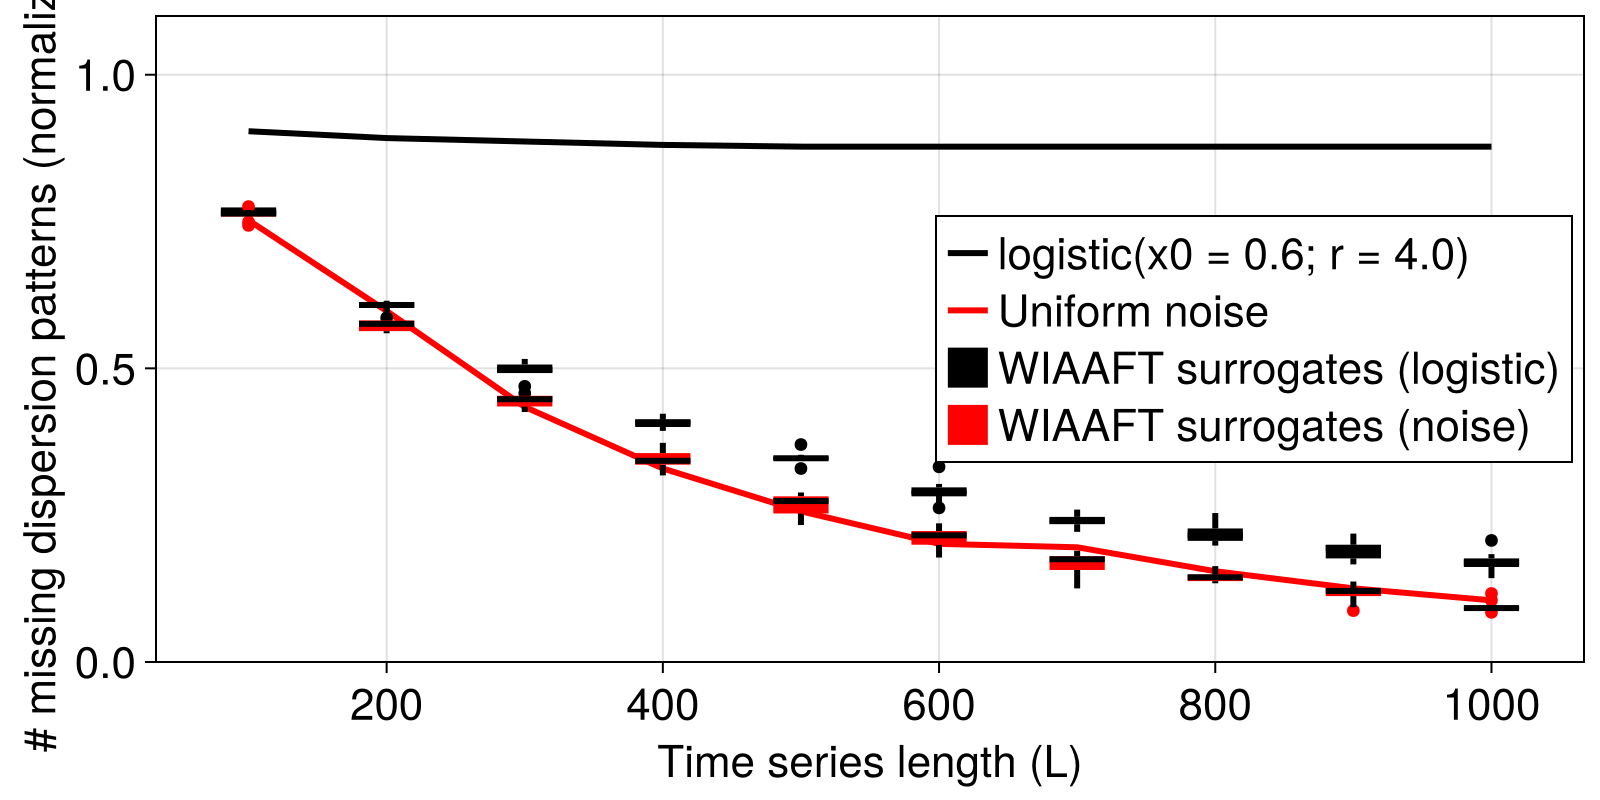 # missing dispersion patterns (normaliz
1.0
0.5
0.0
logistic(x0 = 0.6; r = 4.0)
Uniform noise
WIAAFT surrogates (logistic)
WIAAFT surrogates (noise)
200
400
600
800
1000
Time series length (L)